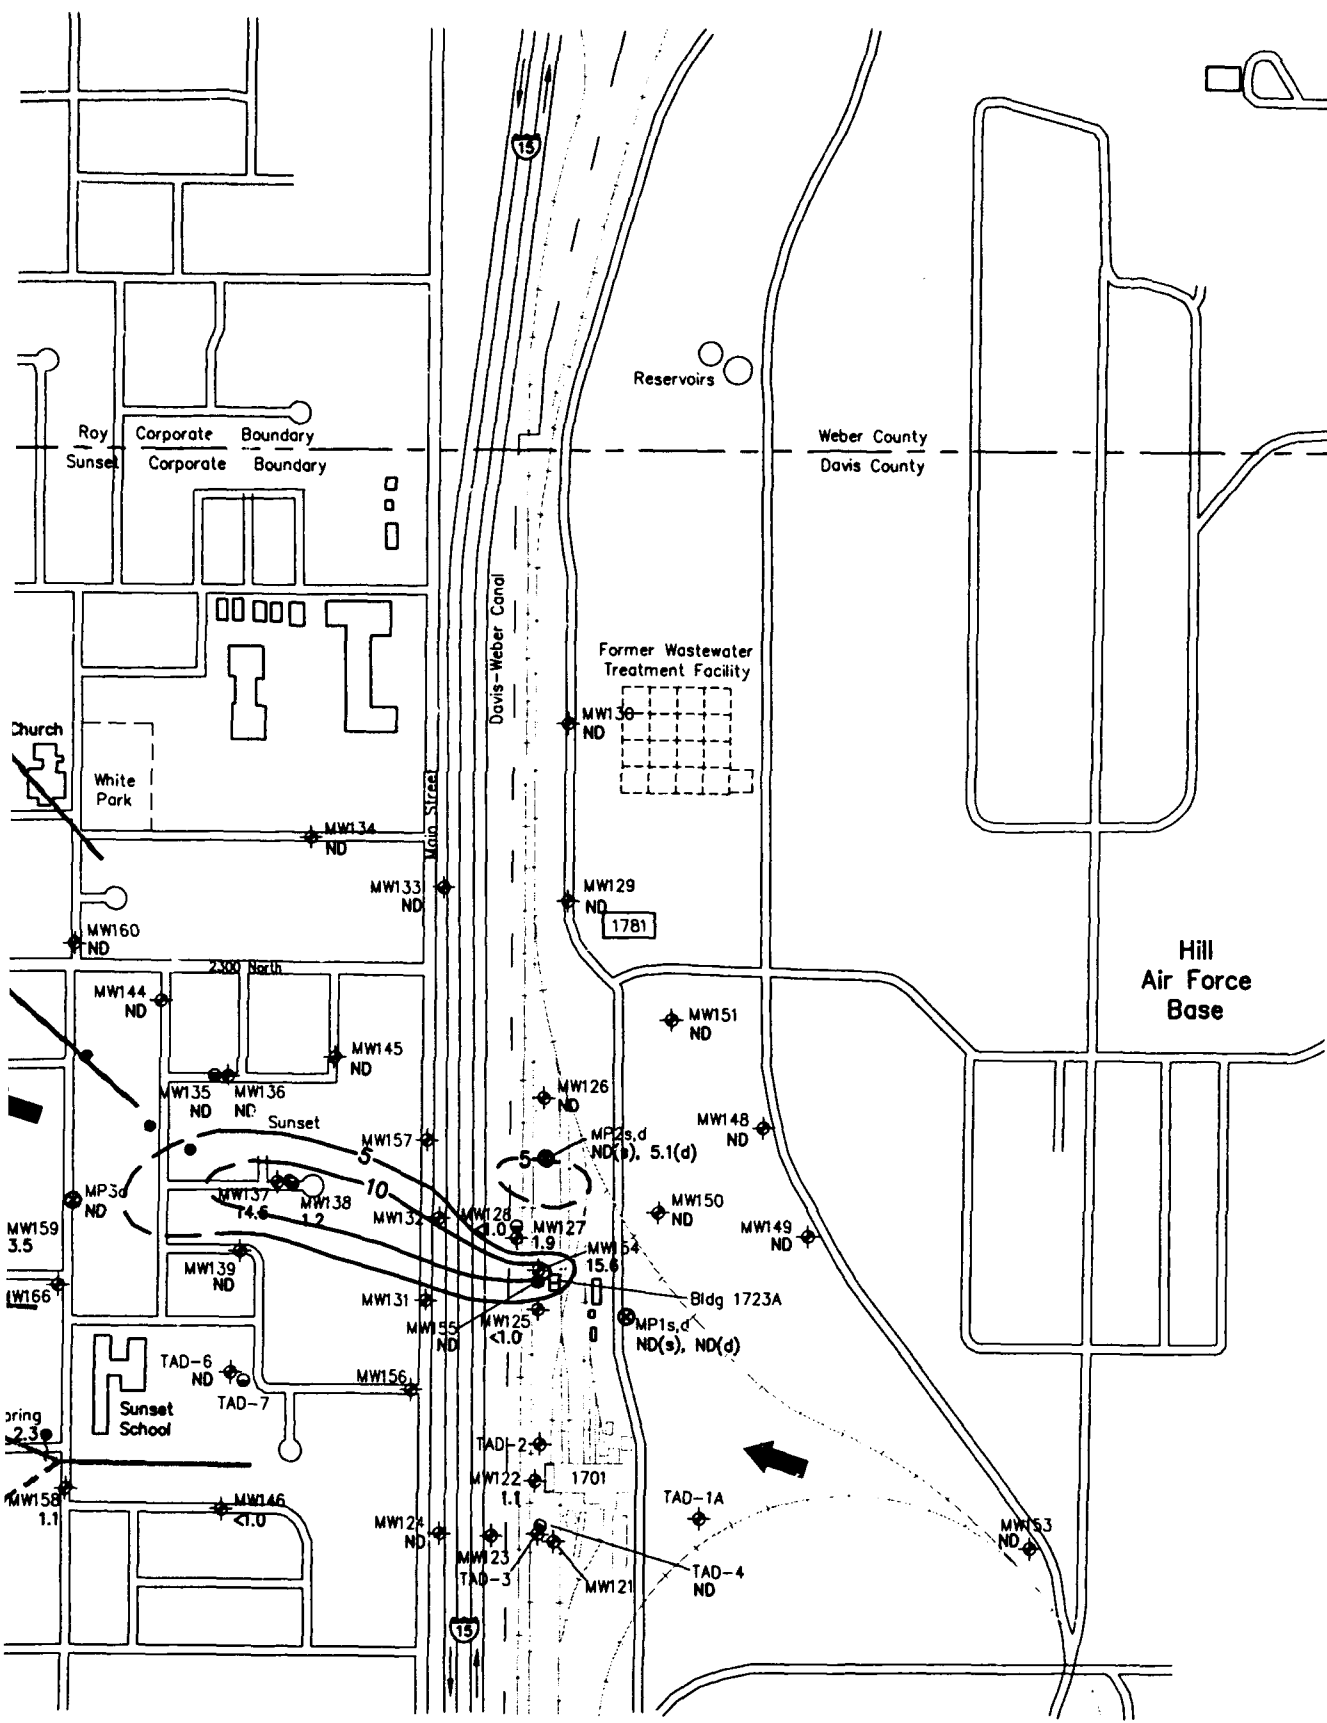 15
Reservoirs
Roy Corporate Boundary
Sunset Corporate Boundary
Weber County
Davis County
Davis-Weber Canal
Former Wastewater
Treatment Facility
MW130
ND
Church
White
Park
Main Street
MW134
ND
MW133
ND
MW129
ND
1781
MW160
ND
2300 North
Hill
Air Force
Base
MW144
ND
MW151
ND
MW145
ND
MW135
ND
MW136
ND
MW126
ND
Sunset
MW157
MW148
ND
MP2s,d
ND(s), 5.1(d)
5
5
10
MP3d
ND
MW137
14.6
MW138
1.2
MW132
MW128
<1.0
MW127
1.9
MW150
ND
MW149
ND
MW159
3.5
MW139
ND
MW154
15.6
MW166
MW131
Bldg 1723A
MW155
ND
MW125
<1.0
MP1s,d
ND(s), ND(d)
TAD-6
ND
TAD-7
MW156
Sunset
School
pring
2.3
TAD-2
MW122
1.1
1701
MW158
1.1
MW146
<1.0
TAD-1A
MW124
ND
MW123
TAD-3
MW121
TAD-4
ND
MW153
ND
15